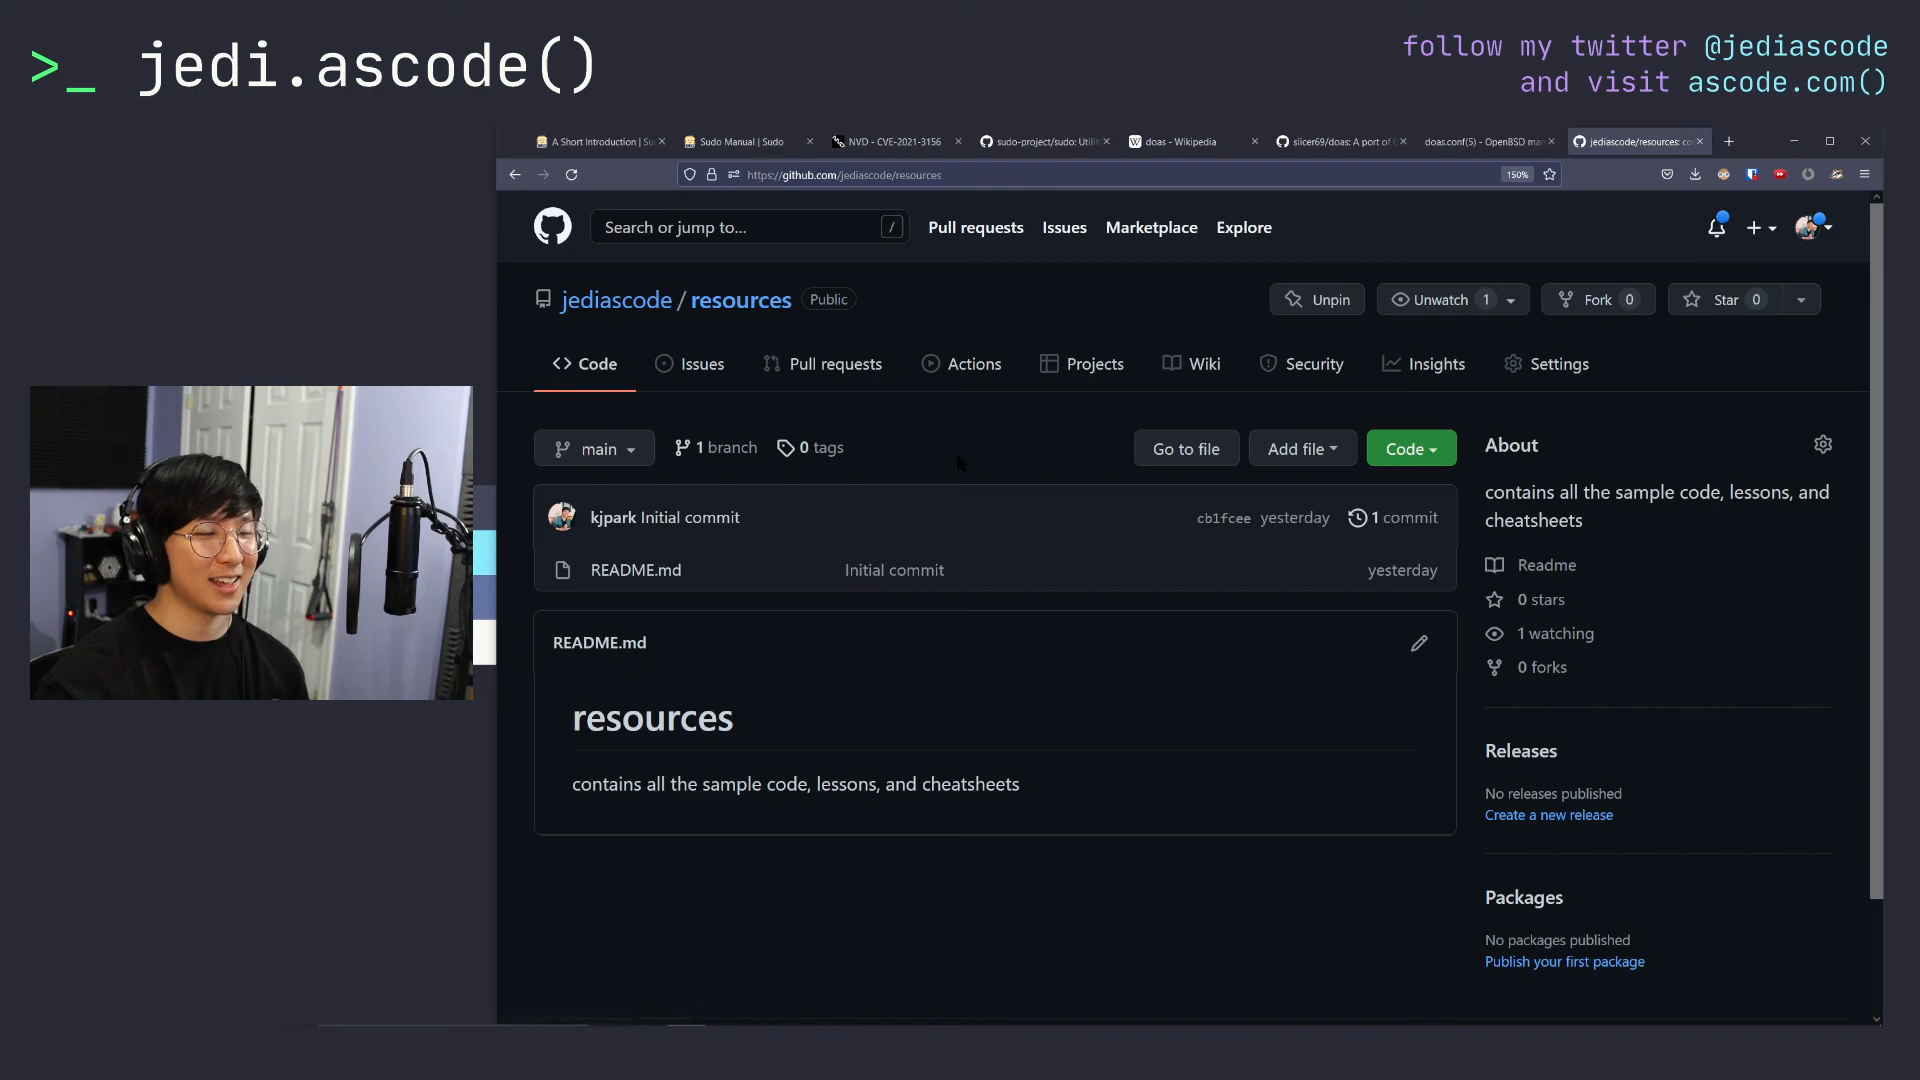 >_ jedi.ascode()
follow my twitter @jediascode
and visit ascode.com()
A Short Introduction | Su
Sudo Manual | Sudo
NVD - CVE-2021-3156
sudo-project/sudo: Utili
doas - Wikipedia
slicer69/doas: A port of
doas.conf(5) - OpenBSD man
jediascode/resources: co
https://github.com/jediascode/resources
150%
Search or jump to...
/
Pull requests
Issues
Marketplace
Explore
jediascode / resources
Public
Unpin
Unwatch 1
Fork 0
Star 0
Code
Issues
Pull requests
Actions
Projects
Wiki
Security
Insights
Settings
main
1 branch
0 tags
Go to file
Add file
Code
kjpark Initial commit
cb1fcee yesterday
1 commit
README.md
Initial commit
yesterday
README.md
resources
contains all the sample code, lessons, and cheatsheets
About
contains all the sample code, lessons, and
cheatsheets
Readme
0 stars
1 watching
0 forks
Releases
No releases published
Create a new release
Packages
No packages published
Publish your first package